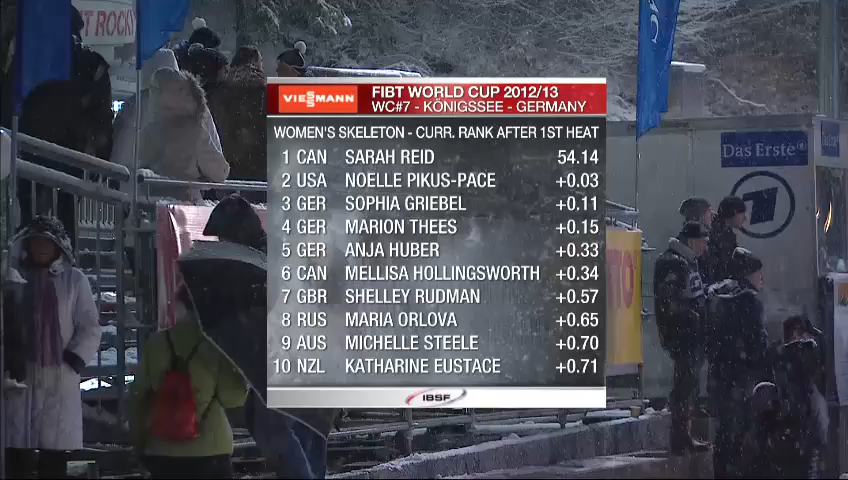 T ROCKY
VIESSMANN
FIBT WORLD CUP 2012/13
WC#7 - KÖNIGSSEE - GERMANY
WOMEN'S SKELETON - CURR. RANK AFTER 1ST HEAT
1 CAN SARAH REID 54.14
2 USA NOELLE PIKUS-PACE +0.03
3 GER SOPHIA GRIEBEL +0.11
4 GER MARION THEES +0.15
5 GER ANJA HUBER +0.33
6 CAN MELLISA HOLLINGSWORTH +0.34
7 GBR SHELLEY RUDMAN +0.57
8 RUS MARIA ORLOVA +0.65
9 AUS MICHELLE STEELE +0.70
10 NZL KATHARINE EUSTACE +0.71
IBSF
Das Erste
Das
1